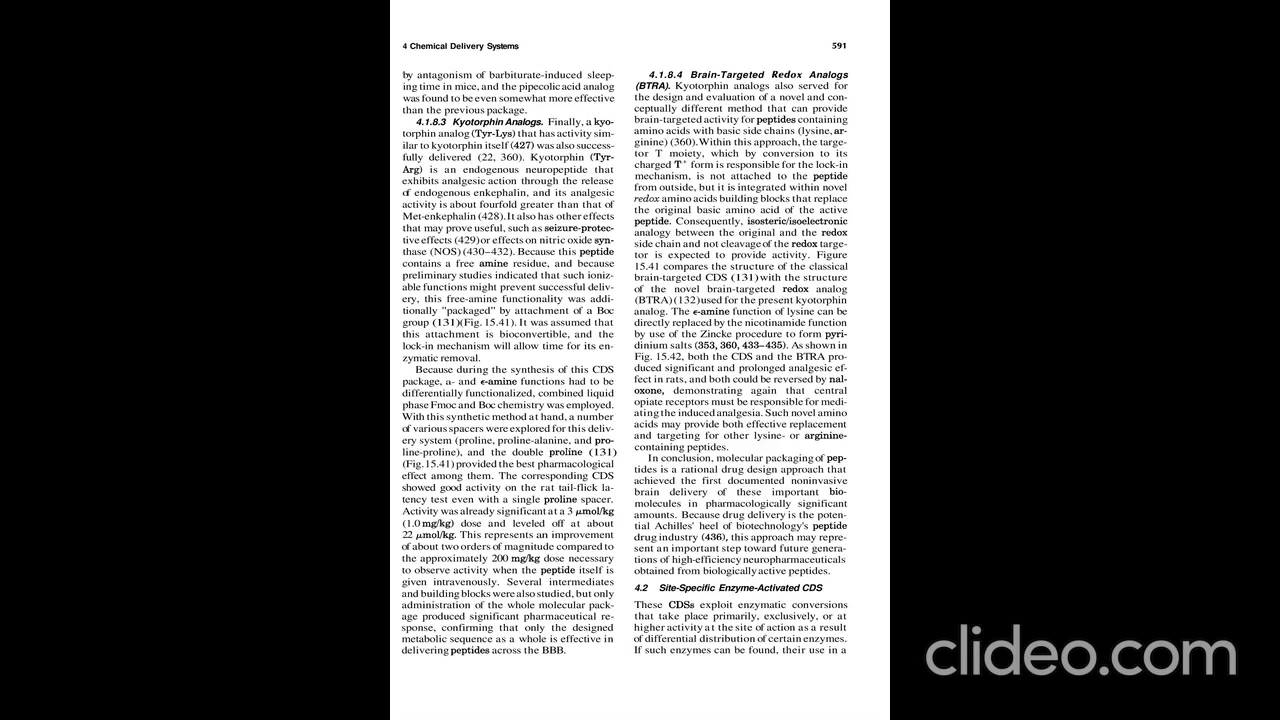 4 Chemical Delivery Systems
591
by antagonism of barbiturate-induced sleep-
ing time in mice, and the pipecolic acid analog
was found to be even somewhat more effective
than the previous package.
4.1.8.3 Kyotorphin Analogs. Finally, a kyo-
torphin analog (Tyr-Lys) that has activity sim-
ilar to kyotorphin itself (427) was also success-
fully delivered (22, 360). Kyotorphin (Tyr-
Arg) is an endogenous neuropeptide that
exhibits analgesic action through the release
of endogenous enkephalin, and its analgesic
activity is about fourfold greater than that of
Met-enkephalin (428). It also has other effects
that may prove useful, such as seizure-protec-
tive effects (429) or effects on nitric oxide syn-
thase (NOS) (430–432). Because this peptide
contains a free amine residue, and because
preliminary studies indicated that such ioniz-
able functions might prevent successful deliv-
ery, this free-amine functionality was addi-
tionally "packaged" by attachment of a Boc
group (131)(Fig. 15.41). It was assumed that
this attachment is bioconvertible, and the
lock-in mechanism will allow time for its en-
zymatic removal.
Because during the synthesis of this CDS
package, a- and ϵ-amine functions had to be
differentially functionalized, combined liquid
phase Fmoc and Boc chemistry was employed.
With this synthetic method at hand, a number
of various spacers were explored for this deliv-
ery system (proline, proline-alanine, and pro-
line-proline), and the double proline (131)
(Fig. 15.41) provided the best pharmacological
effect among them. The corresponding CDS
showed good activity on the rat tail-flick la-
tency test even with a single proline spacer.
Activity was already significant at a 3 μmol/kg
(1.0 mg/kg) dose and leveled off at about
22 μmol/kg. This represents an improvement
of about two orders of magnitude compared to
the approximately 200 mg/kg dose necessary
to observe activity when the peptide itself is
given intravenously. Several intermediates
and building blocks were also studied, but only
administration of the whole molecular pack-
age produced significant pharmaceutical re-
sponse, confirming that only the designed
metabolic sequence as a whole is effective in
delivering peptides across the BBB.
4.1.8.4 Brain-Targeted Redox Analogs
(BTRA). Kyotorphin analogs also served for
the design and evaluation of a novel and con-
ceptually different method that can provide
brain-targeted activity for peptides containing
amino acids with basic side chains (lysine, ar-
ginine) (360). Within this approach, the targe-
tor T moiety, which by conversion to its
charged T⁺ form is responsible for the lock-in
mechanism, is not attached to the peptide
from outside, but it is integrated within novel
redox amino acids building blocks that replace
the original basic amino acid of the active
peptide. Consequently, isosteric/isoelectronic
analogy between the original and the redox
side chain and not cleavage of the redox targe-
tor is expected to provide activity. Figure
15.41 compares the structure of the classical
brain-targeted CDS (131) with the structure
of the novel brain-targeted redox analog
(BTRA) (132) used for the present kyotorphin
analog. The ϵ-amine function of lysine can be
directly replaced by the nicotinamide function
by use of the Zincke procedure to form pyri-
dinium salts (353, 360, 433–435). As shown in
Fig. 15.42, both the CDS and the BTRA pro-
duced significant and prolonged analgesic ef-
fect in rats, and both could be reversed by nal-
oxone, demonstrating again that central
opiate receptors must be responsible for medi-
ating the induced analgesia. Such novel amino
acids may provide both effective replacement
and targeting for other lysine- or arginine-
containing peptides.
In conclusion, molecular packaging of pep-
tides is a rational drug design approach that
achieved the first documented noninvasive
brain delivery of these important bio-
molecules in pharmacologically significant
amounts. Because drug delivery is the poten-
tial Achilles' heel of biotechnology's peptide
drug industry (436), this approach may repre-
sent an important step toward future genera-
tions of high-efficiency neuropharmaceuticals
obtained from biologically active peptides.
4.2 Site-Specific Enzyme-Activated CDS
These CDSs exploit enzymatic conversions
that take place primarily, exclusively, or at
higher activity at the site of action as a result
of differential distribution of certain enzymes.
If such enzymes can be found, their use in a
clideo.com